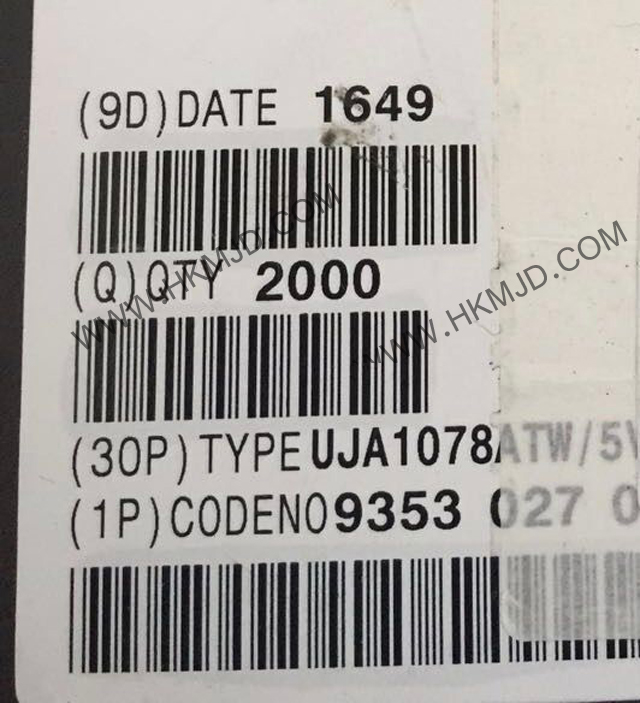 (9D)DATE 1649
(Q)QTY 2000
(30P)TYPE UJA1078ATW/5V
(1P)CODENO 9353 027 0
WWW.HKMJD.COM
WWW.HKMJD.COM